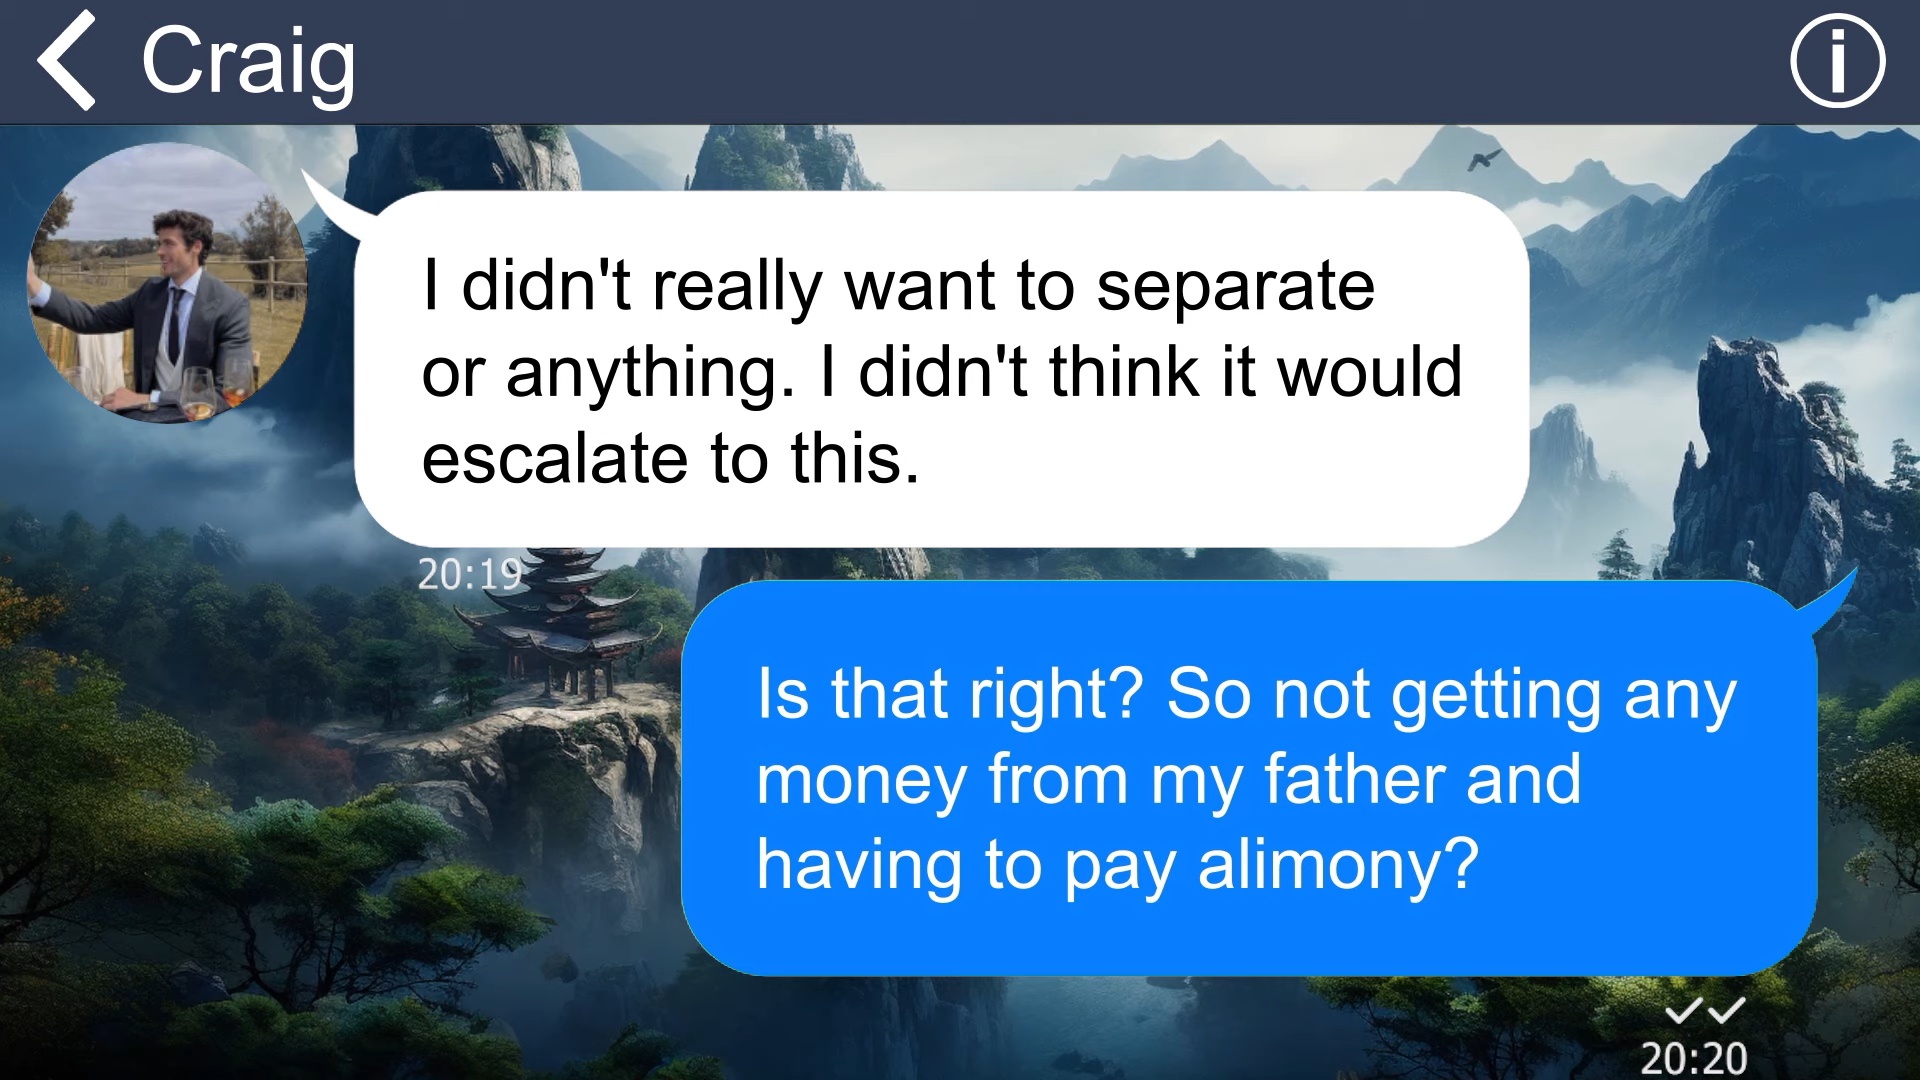 Craig
I didn't really want to separate
or anything. I didn't think it would
escalate to this.
20:19
Is that right? So not getting any
money from my father and
having to pay alimony?
20:20